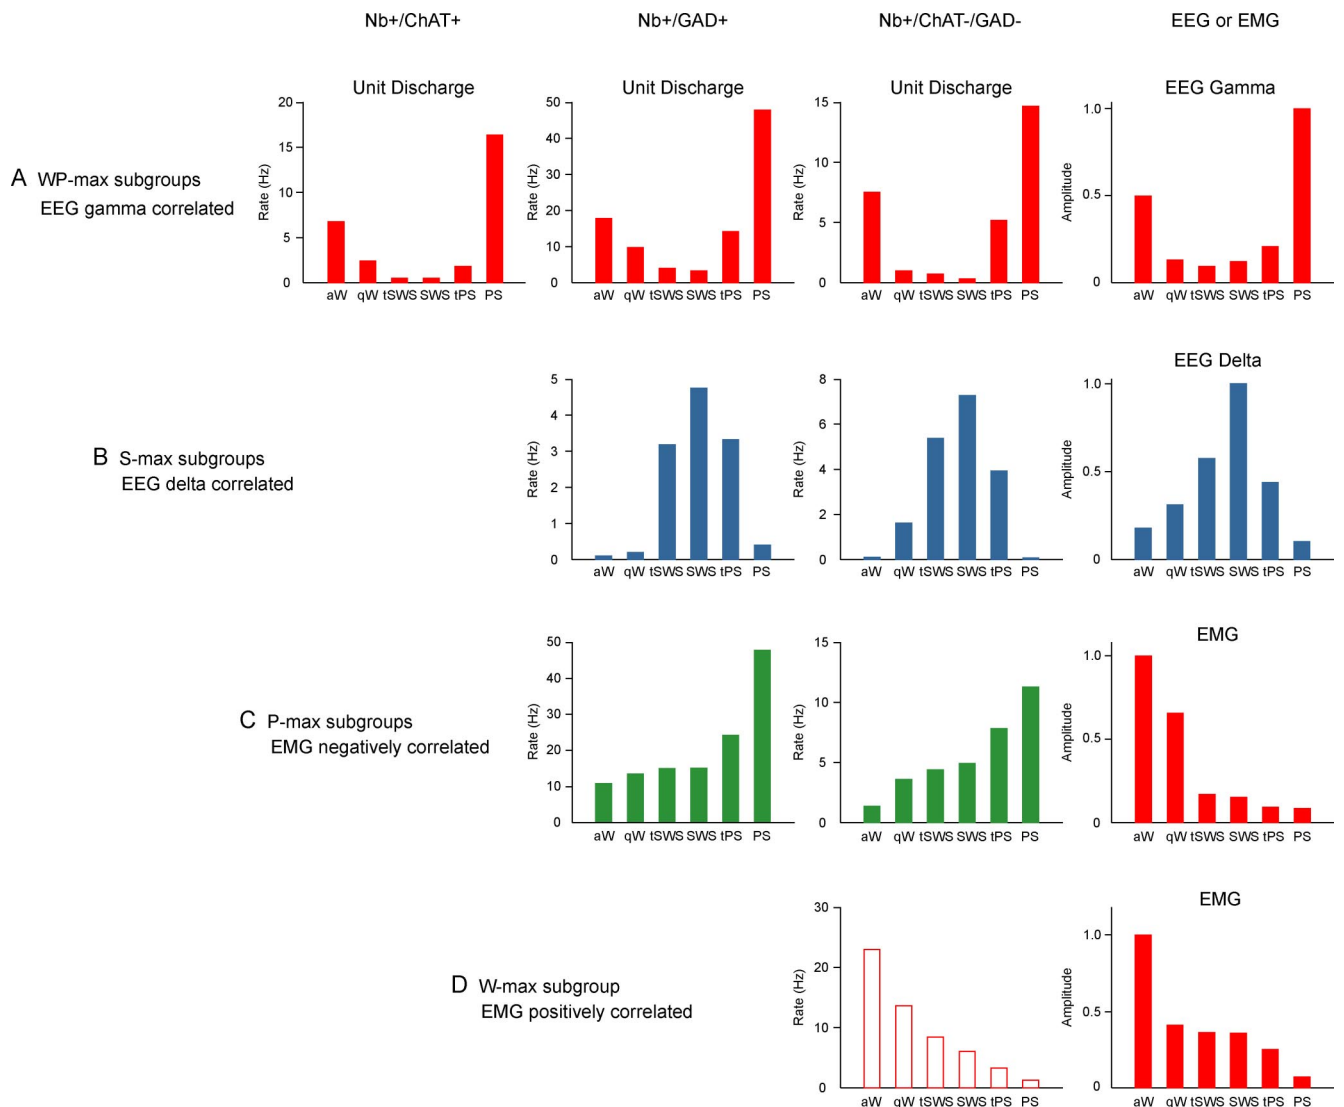 Nb+/ChAT+
Nb+/GAD+
Nb+/ChAT-/GAD-
EEG or EMG
A WP-max subgroups
EEG gamma correlated
Unit Discharge
Rate (Hz)
20
15
10
5
0
aW qW tSWS SWS tPS PS
Unit Discharge
Rate (Hz)
50
40
30
20
10
0
aW qW tSWS SWS tPS PS
Unit Discharge
Rate (Hz)
15
10
5
0
aW qW tSWS SWS tPS PS
EEG Gamma
Amplitude
1.0
0.5
0
aW qW tSWS SWS tPS PS
B S-max subgroups
EEG delta correlated
Rate (Hz)
5
4
3
2
1
0
aW qW tSWS SWS tPS PS
Rate (Hz)
8
6
4
2
0
aW qW tSWS SWS tPS PS
EEG Delta
Amplitude
1.0
0.5
0
aW qW tSWS SWS tPS PS
C P-max subgroups
EMG negatively correlated
Rate (Hz)
50
40
30
20
10
0
aW qW tSWS SWS tPS PS
Rate (Hz)
15
10
5
0
aW qW tSWS SWS tPS PS
EMG
Amplitude
1.0
0.5
0
aW qW tSWS SWS tPS PS
D W-max subgroup
EMG positively correlated
Rate (Hz)
30
20
10
0
aW qW tSWS SWS tPS PS
EMG
Amplitude
1.0
0.5
0
aW qW tSWS SWS tPS PS